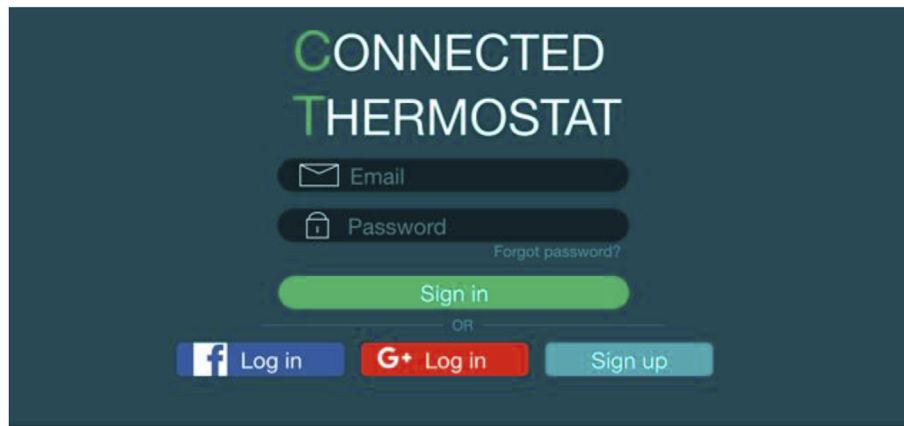 CONNECTED
THERMOSTAT
Email
Password
Forgot password?
Sign in
OR
f Log in G+ Log in Sign up